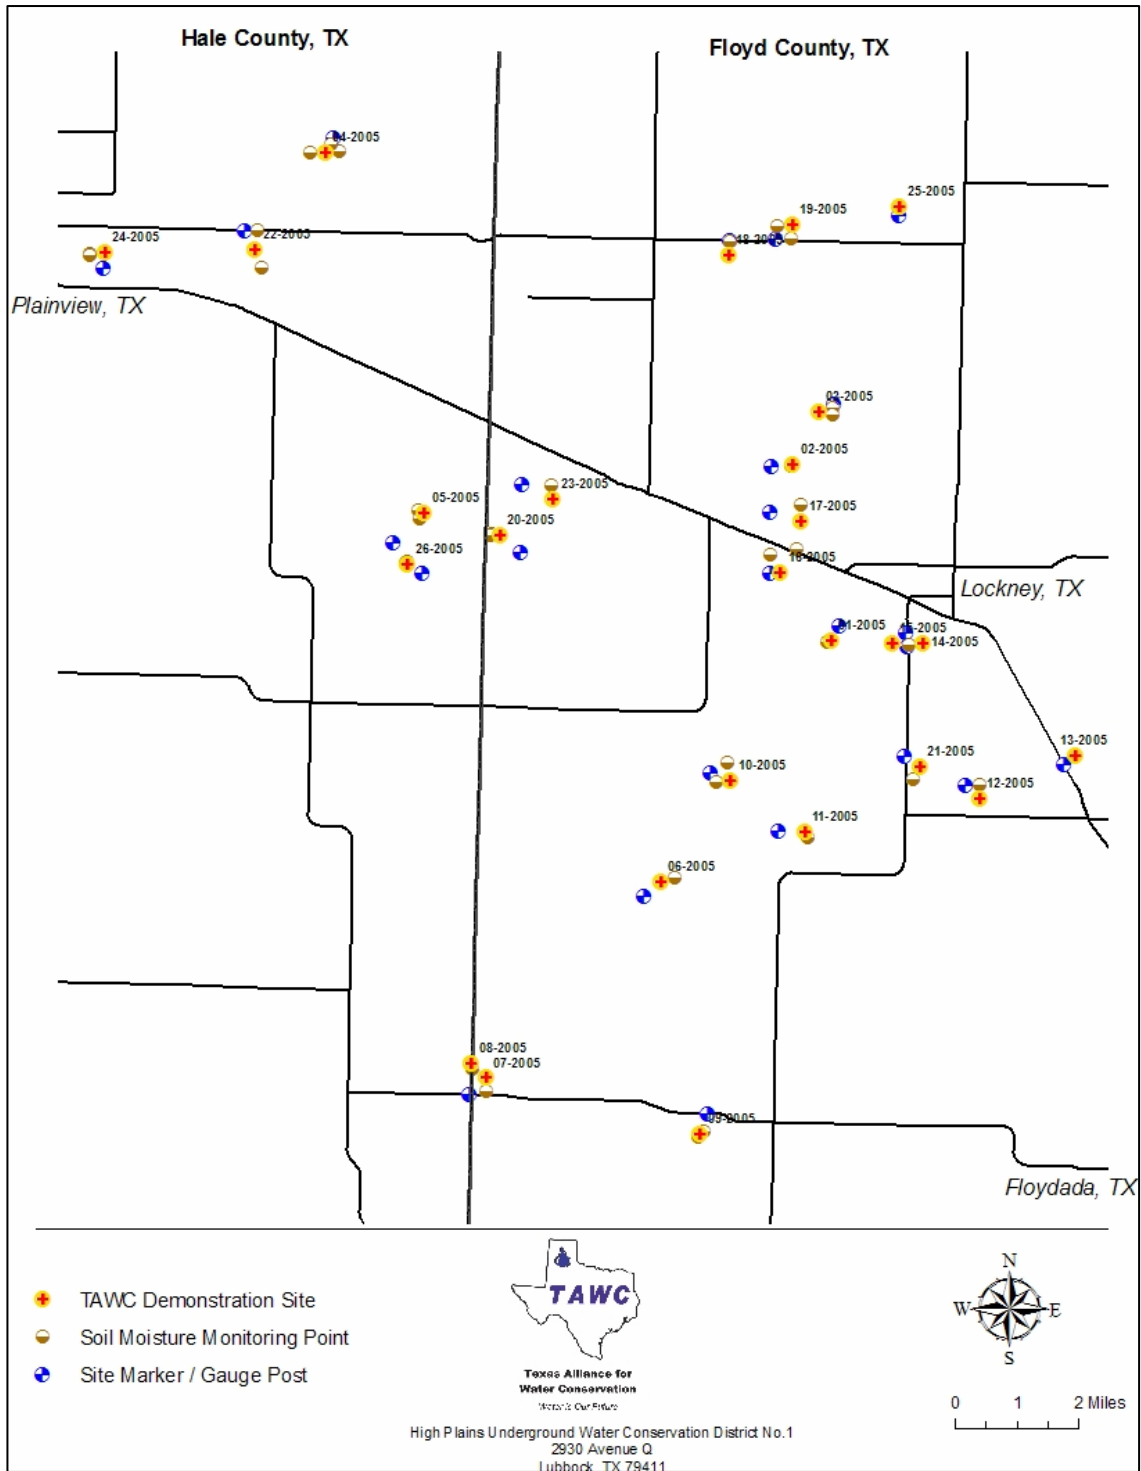 Hale County, TX
Floyd County, TX
04-2005
25-2005
19-2005
24-2005
22-2005
18-2005
Plainview, TX
03-2005
02-2005
23-2005
05-2005
17-2005
20-2005
26-2005
16-2005
Lockney, TX
01-2005
15-2005
14-2005
13-2005
21-2005
10-2005
12-2005
11-2005
06-2005
08-2005
07-2005
09-2005
Floydada, TX
TAWC Demonstration Site
Soil Moisture Monitoring Point
Site Marker / Gauge Post
TAWC
Texas Alliance for
Water Conservation
Water is Our Future
N
W
E
S
0 1 2 Miles
High Plains Underground Water Conservation District No.1
2930 Avenue Q
Lubbock, TX 79411